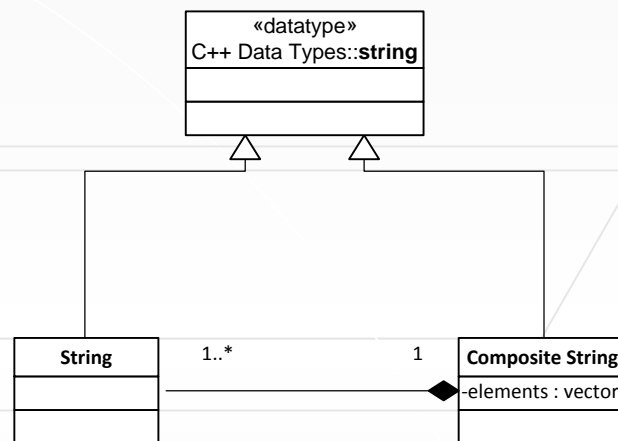 «datatype»
C++ Data Types::string
String
1..*
1
Composite String
-elements : vector